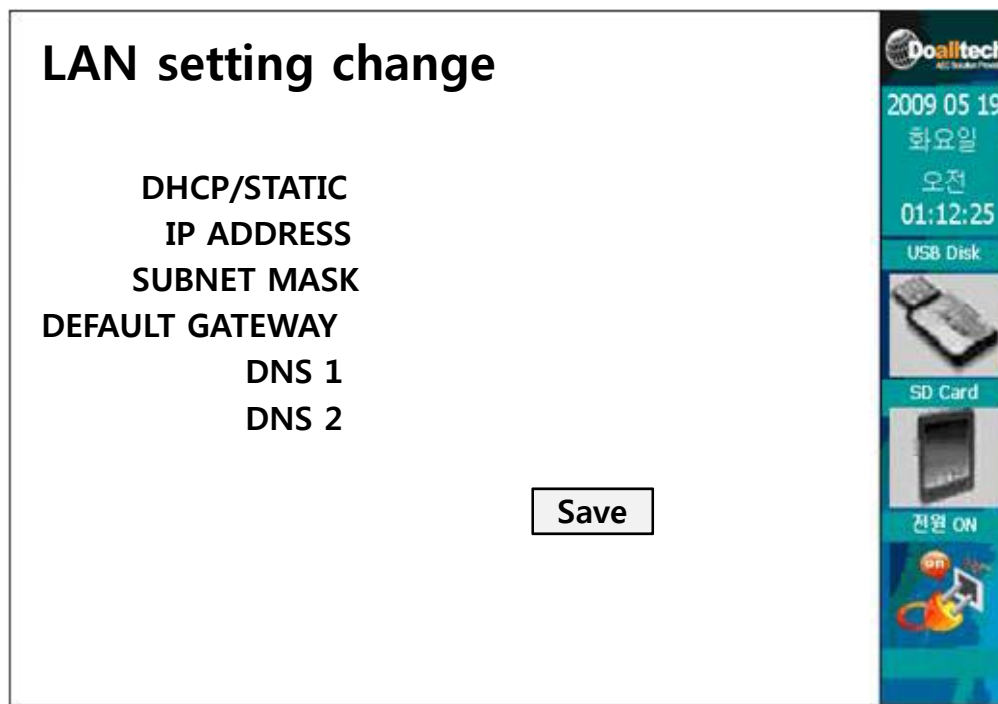 LAN setting change
DHCP/STATIC
IP ADDRESS
SUBNET MASK
DEFAULT GATEWAY
DNS 1
DNS 2
Save
Doalltech
2009 05 19
화요일
오전
01:12:25
USB Disk
SD Card
전원 ON
on